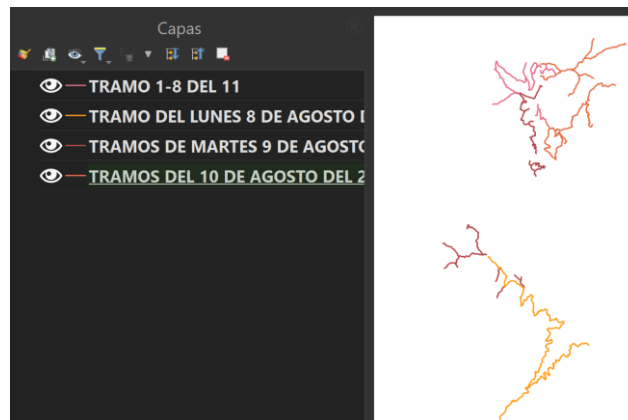 Capas
TRAMO 1-8 DEL 11
TRAMO DEL LUNES 8 DE AGOSTO
TRAMOS DE MARTES 9 DE AGOSTO
TRAMOS DEL 10 DE AGOSTO DEL 2